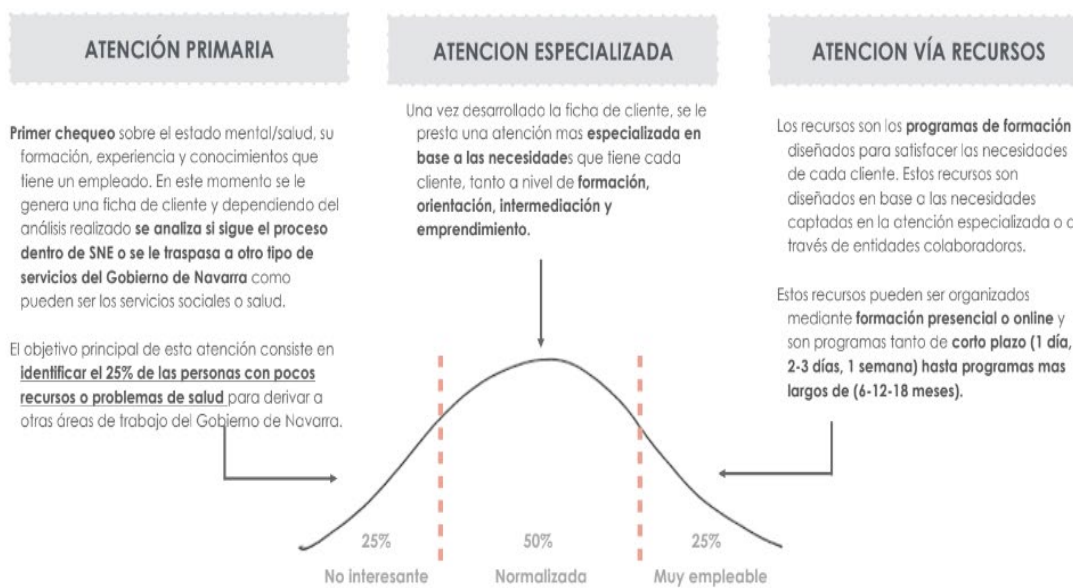 ATENCIÓN PRIMARIA
Primer chequeo sobre el estado mental/salud, su
formación, experiencia y conocimientos que
tiene un empleado. En este momento se le
genera una ficha de cliente y dependiendo del
análisis realizado se analiza si sigue el proceso
dentro de SNE o se le traspasa a otro tipo de
servicios del Gobierno de Navarra como
pueden ser los servicios sociales o salud.
El objetivo principal de esta atención consiste en
identificar el 25% de las personas con pocos
recursos o problemas de salud para derivar a
otras áreas de trabajo del Gobierno de Navarra.
ATENCION ESPECIALIZADA
Una vez desarrollado la ficha de cliente, se le
presta una atención mas especializada en
base a las necesidades que tiene cada
cliente, tanto a nivel de formación,
orientación, intermediación y
emprendimiento.
ATENCION VÍA RECURSOS
Los recursos son los programas de formación
diseñados para satisfacer las necesidades
de cada cliente. Estos recursos son
diseñados en base a las necesidades
captadas en la atención especializada o
través de entidades colaboradoras.
Estos recursos pueden ser organizados
mediante formación presencial o online y
son programas tanto de corto plazo (1 día,
2-3 días, 1 semana) hasta programas mas
largos de (6-12-18 meses).
25%
50%
25%
No interesante
Normalizada
Muy empleable